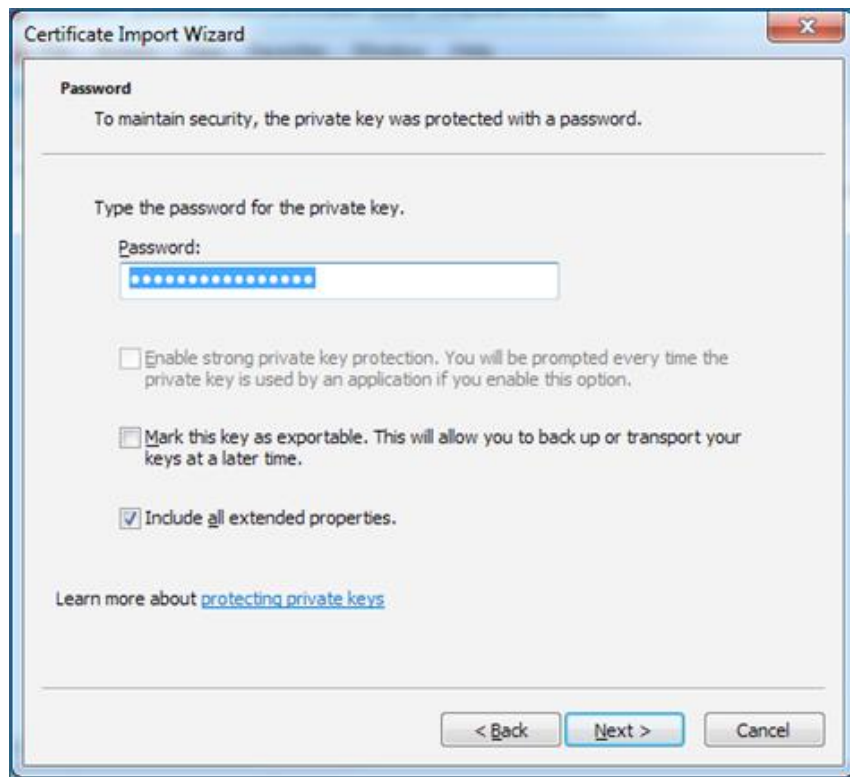 Certificate Import Wizard
Password
To maintain security, the private key was protected with a password.
Type the password for the private key.
Password:
••••••••••••••••
Enable strong private key protection. You will be prompted every time the
private key is used by an application if you enable this option.
Mark this key as exportable. This will allow you to back up or transport your
keys at a later time.
Include all extended properties.
Learn more about protecting private keys
< Back Next > Cancel